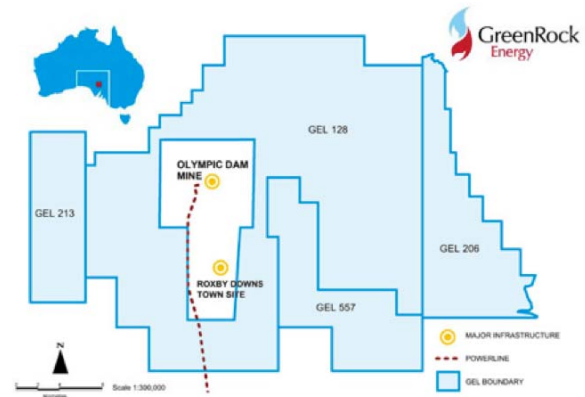 GreenRock
Energy
GEL 128
OLYMPIC DAM
MINE
GEL 213
GEL 206
ROXBY DOWNS
TOWN SITE
GEL 557
MAJOR INFRASTRUCTURE
POWERLINE
GEL BOUNDARY
N
Scale 1:390,000